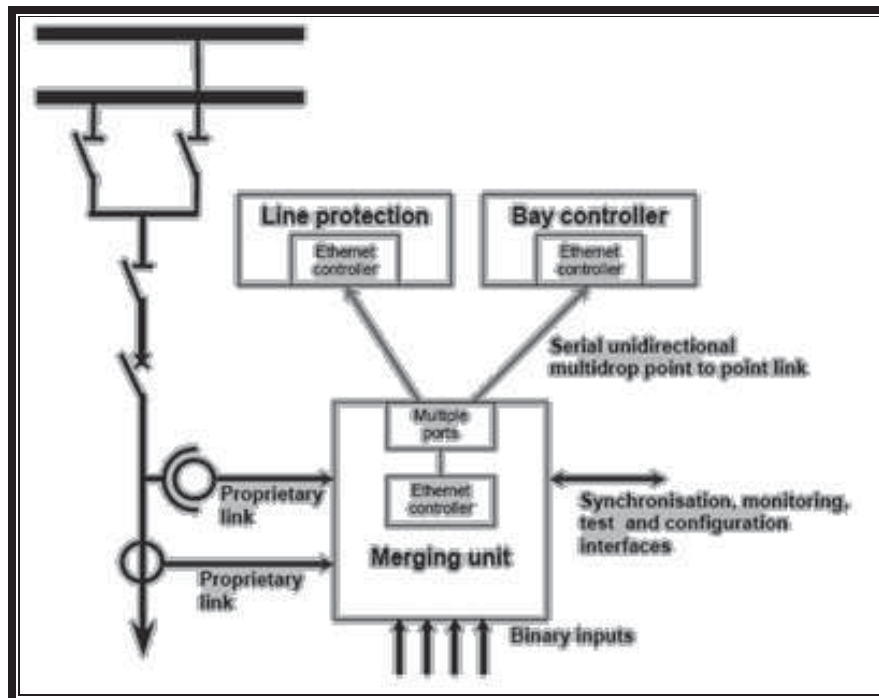 Line protection
Ethernet
controller
Bay controller
Ethernet
controller
Serial unidirectional
multidrop point to point link
Multiple
ports
Ethernet
controller
Merging unit
Proprietary
link
Proprietary
link
Synchronisation, monitoring,
test and configuration
interfaces
Binary inputs